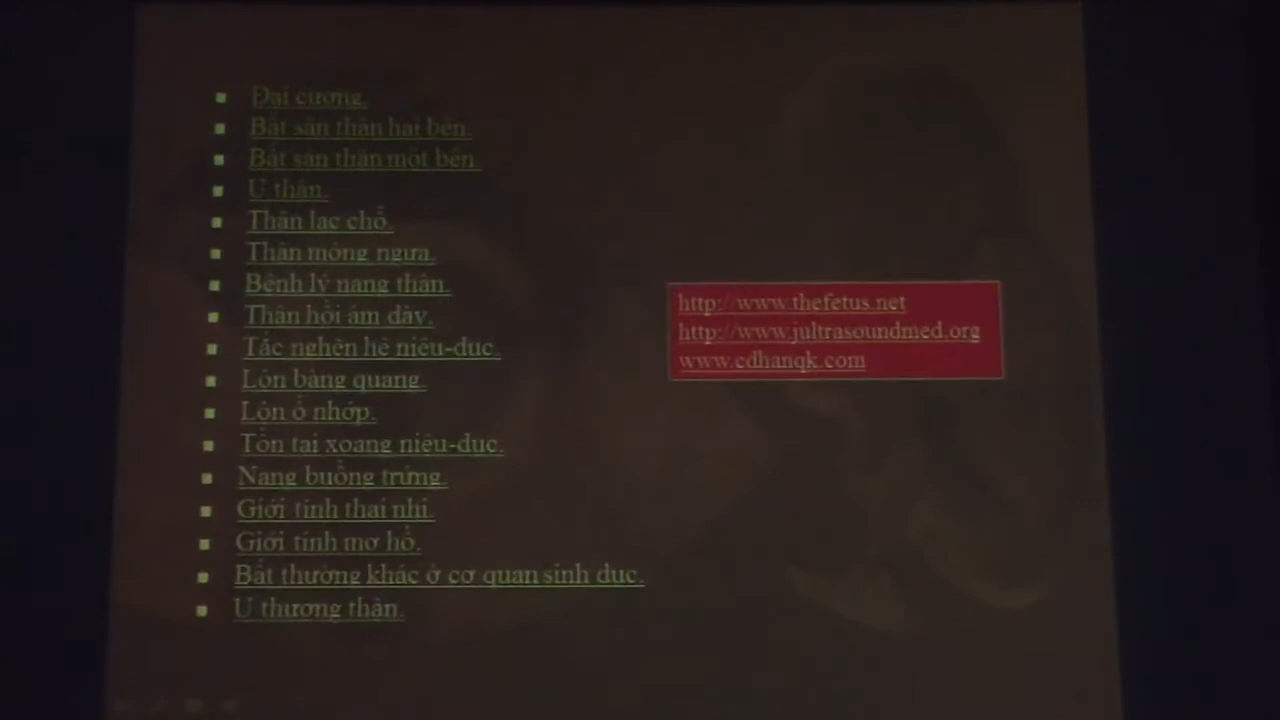 Đại cương.
Bất sản thận hai bên.
Bất sản thận một bên.
U thận.
Thận lạc chỗ.
Thận móng ngựa.
Bệnh lý nang thận.
Thận hồi âm dầy.
Tắc nghẽn hệ niệu-dục.
Lộn bàng quang.
Lộn ổ nhớp.
Tồn tại xoang niệu-dục.
Nang buồng trứng.
Giới tính thai nhi.
Giới tính mơ hồ.
Bất thường khác ở cơ quan sinh dục.
U thượng thận.
http://www.thefetus.net
http://www.jultrasoundmed.org
www.cdhanqk.com